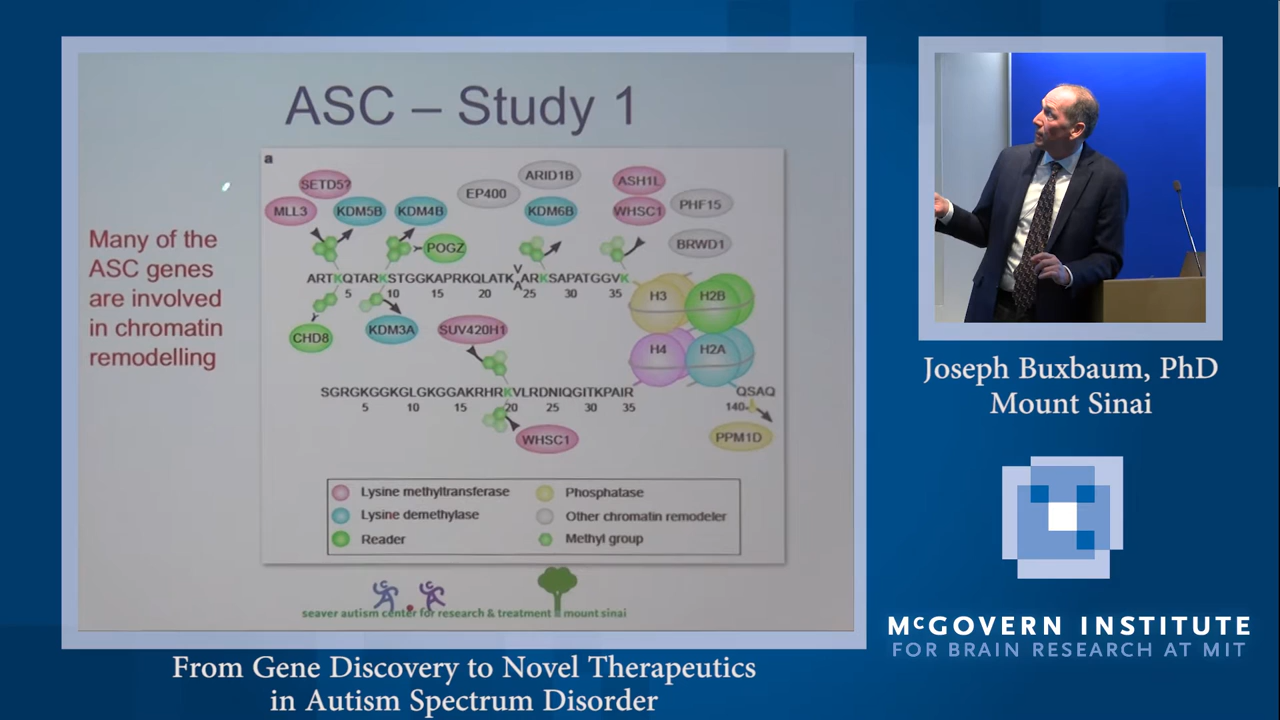 ASC – Study 1
Many of the
ASC genes
are involved
in chromatin
remodelling
a
SETD5?
MLL3
KDM5B
KDM4B
EP400
ARID1B
KDM6B
ASH1L
WHSC1
PHF15
BRWD1
POGZ
ARTKQTARKSTGGKAPRKQLATK
V
A
ARKSAPATGGVK
5 10 15 20 25 30 35
CHD8
KDM3A
SUV420H1
H3
H2B
H4
H2A
SGRGKGGKGLGKGGAKRHRKVLRDNIQGITKPAIR
5 10 15 20 25 30 35
QSAQ
140
WHSC1
PPM1D
Lysine methyltransferase
Phosphatase
Lysine demethylase
Other chromatin remodeler
Reader
Methyl group
seaver autism center for research & treatment mount sinai
From Gene Discovery to Novel Therapeutics
in Autism Spectrum Disorder
Joseph Buxbaum, PhD
Mount Sinai
McGOVERN INSTITUTE
FOR BRAIN RESEARCH AT MIT